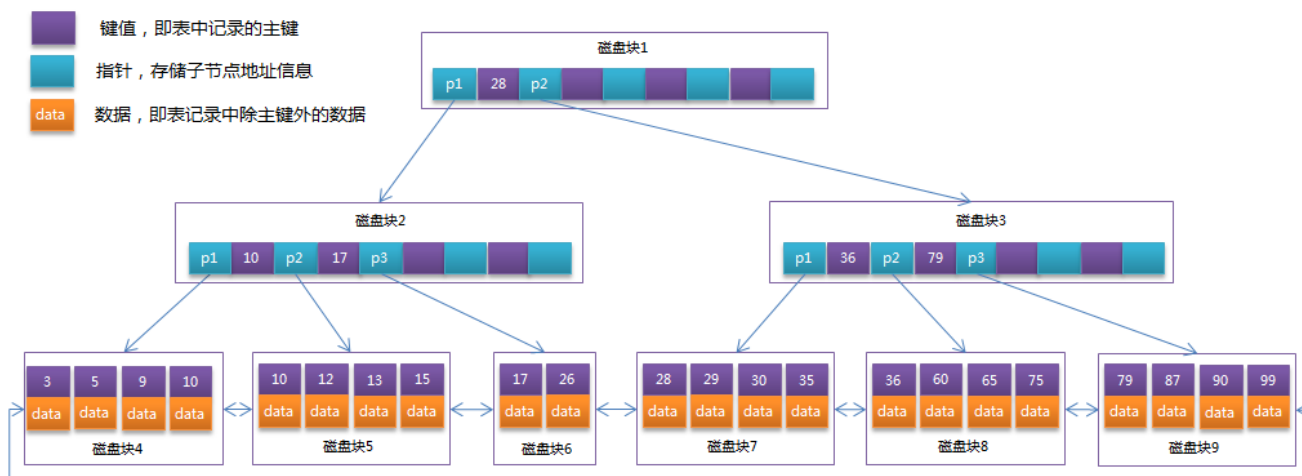 键值，即表中记录的主键
指针，存储子节点地址信息
data 数据，即表记录中除主键外的数据
磁盘块1
p1 28 p2
磁盘块2
p1 10 p2 17 p3
磁盘块3
p1 36 p2 79 p3
3 5 9 10
data data data data
磁盘块4
10 12 13 15
data data data data
磁盘块5
17 26
data data
磁盘块6
28 29 30 35
data data data data
磁盘块7
36 60 65 75
data data data data
磁盘块8
79 87 90 99
data data data data
磁盘块9